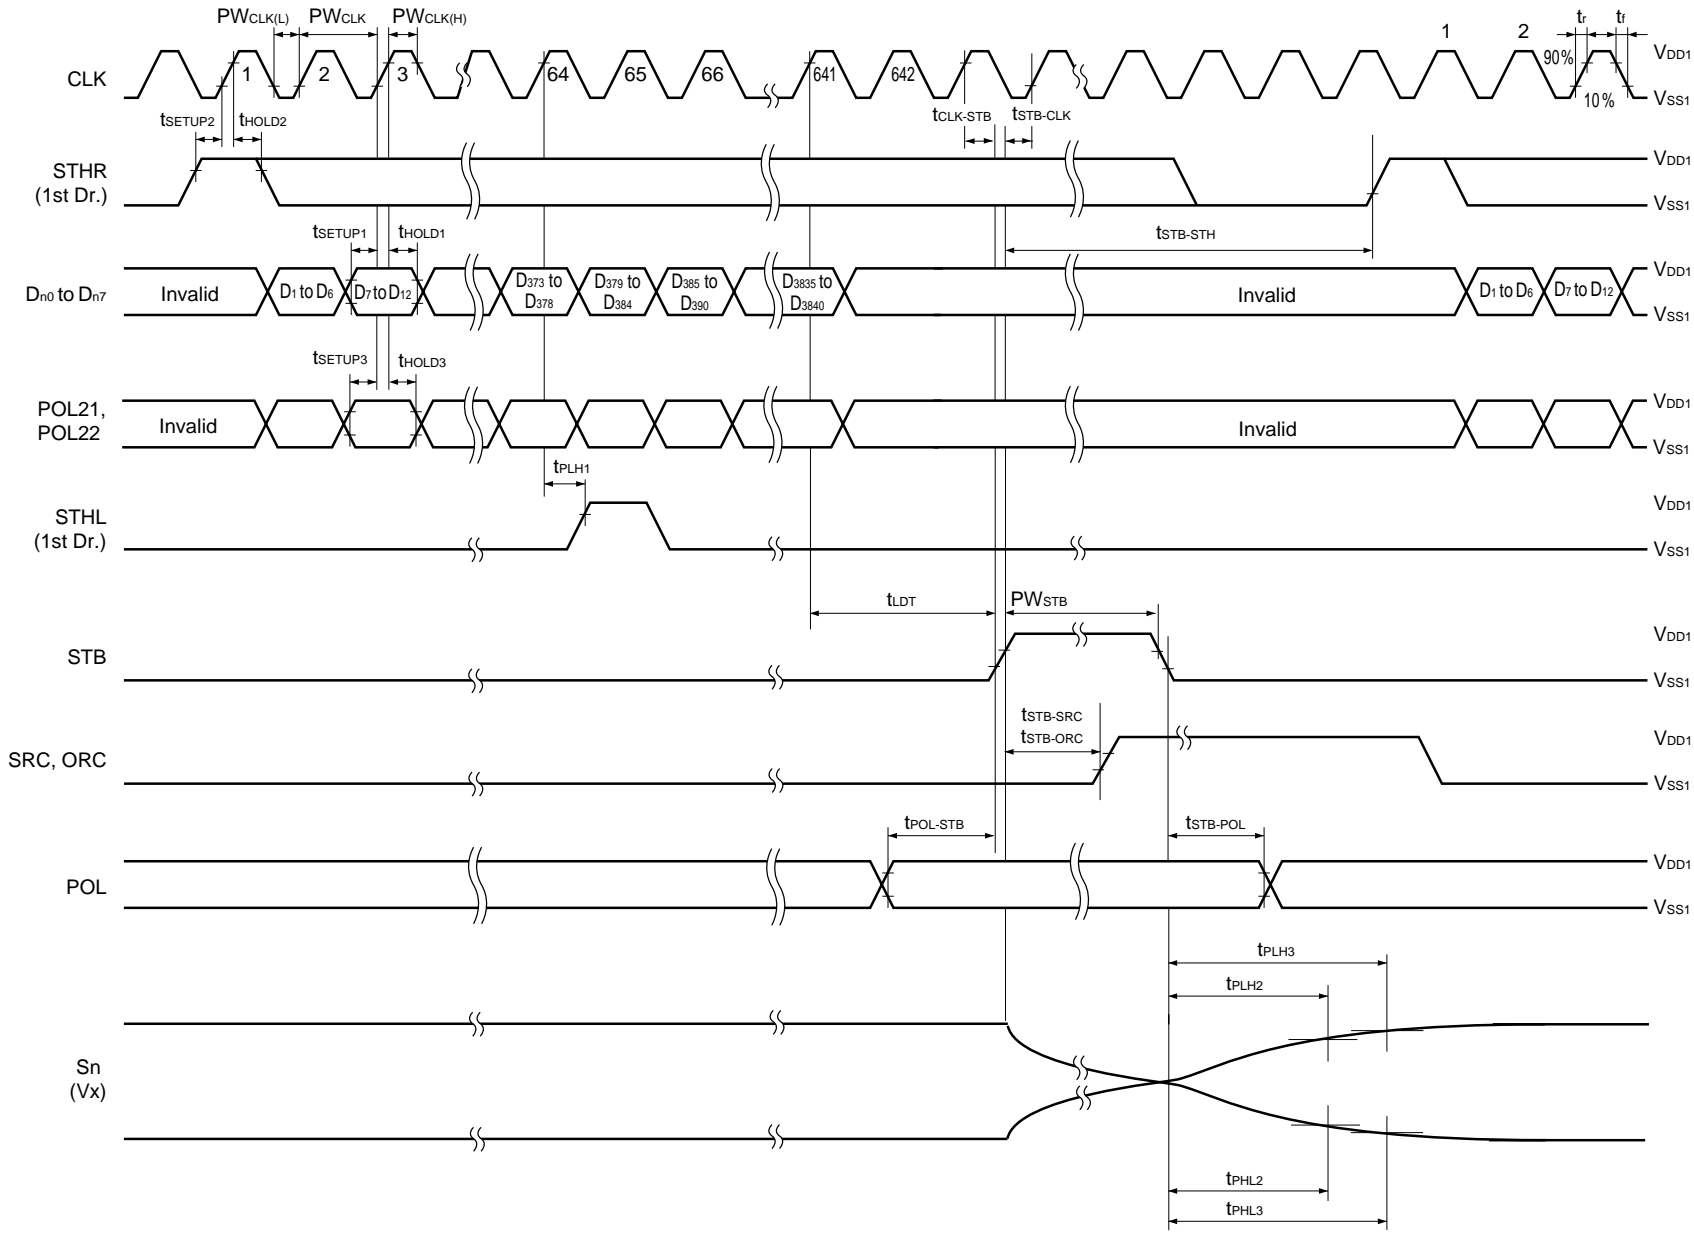 PWCLK(L) PWCLK PWCLK(H)
1 2 tr tf
CLK 1 2 3 64 65 66 641 642 90% VDD1
10% VSS1
tSETUP2 tHOLD2 tCLK-STB tSTB-CLK
STHR
(1st Dr.)
VDD1
VSS1
tSETUP1 tHOLD1 tSTB-STH
Dn0 to Dn7 Invalid D1 to D6 D7 to D12 D373 to D378 D379 to D384 D385 to D390 D3835 to D3840 Invalid D1 to D6 D7 to D12
VDD1
VSS1
tSETUP3 tHOLD3
POL21,
POL22
Invalid Invalid
VDD1
VSS1
tPLH1
STHL
(1st Dr.)
VDD1
VSS1
tLDT PWSTB
STB
VDD1
VSS1
tSTB-SRC
tSTB-ORC
SRC, ORC
VDD1
VSS1
tPOL-STB tSTB-POL
POL
VDD1
VSS1
tPLH3
tPLH2
Sn
(Vx)
tPHL2
tPHL3